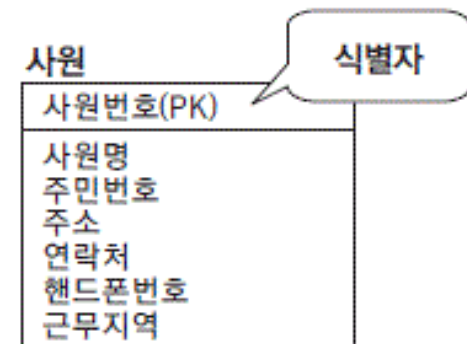 사원
식별자
사원번호(PK)
사원명
주민번호
주소
연락처
핸드폰번호
근무지역